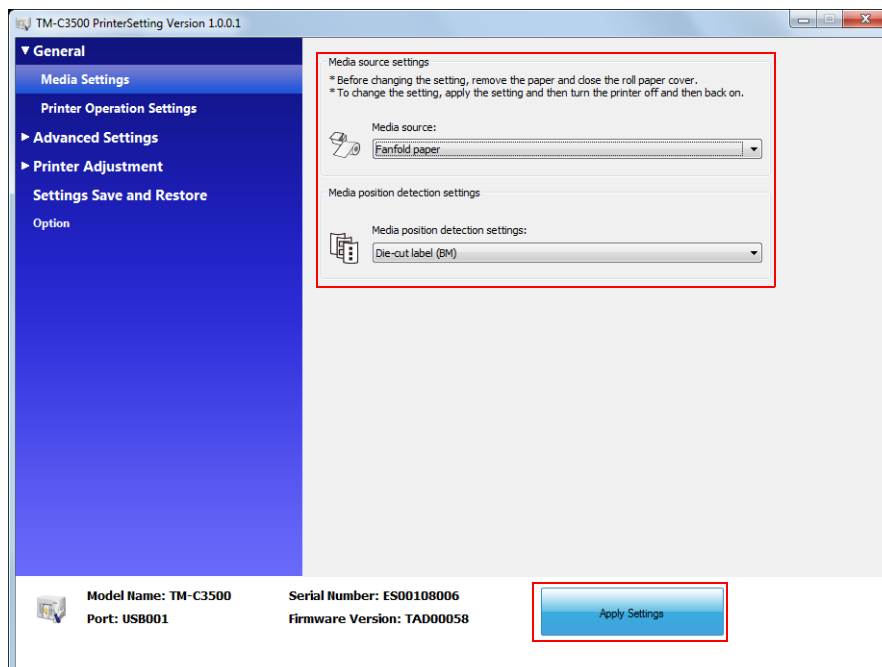 TM-C3500 PrinterSetting Version 1.0.0.1
General
Media Settings
Printer Operation Settings
Advanced Settings
Printer Adjustment
Settings Save and Restore
Option
Media source settings
* Before changing the setting, remove the paper and close the roll paper cover.
* To change the setting, apply the setting and then turn the printer off and then back on.
Media source:
Fanfold paper
Media position detection settings
Media position detection settings:
Die-cut label (BM)
Model Name: TM-C3500
Serial Number: ES00108006
Port: USB001
Firmware Version: TAD00058
Apply Settings